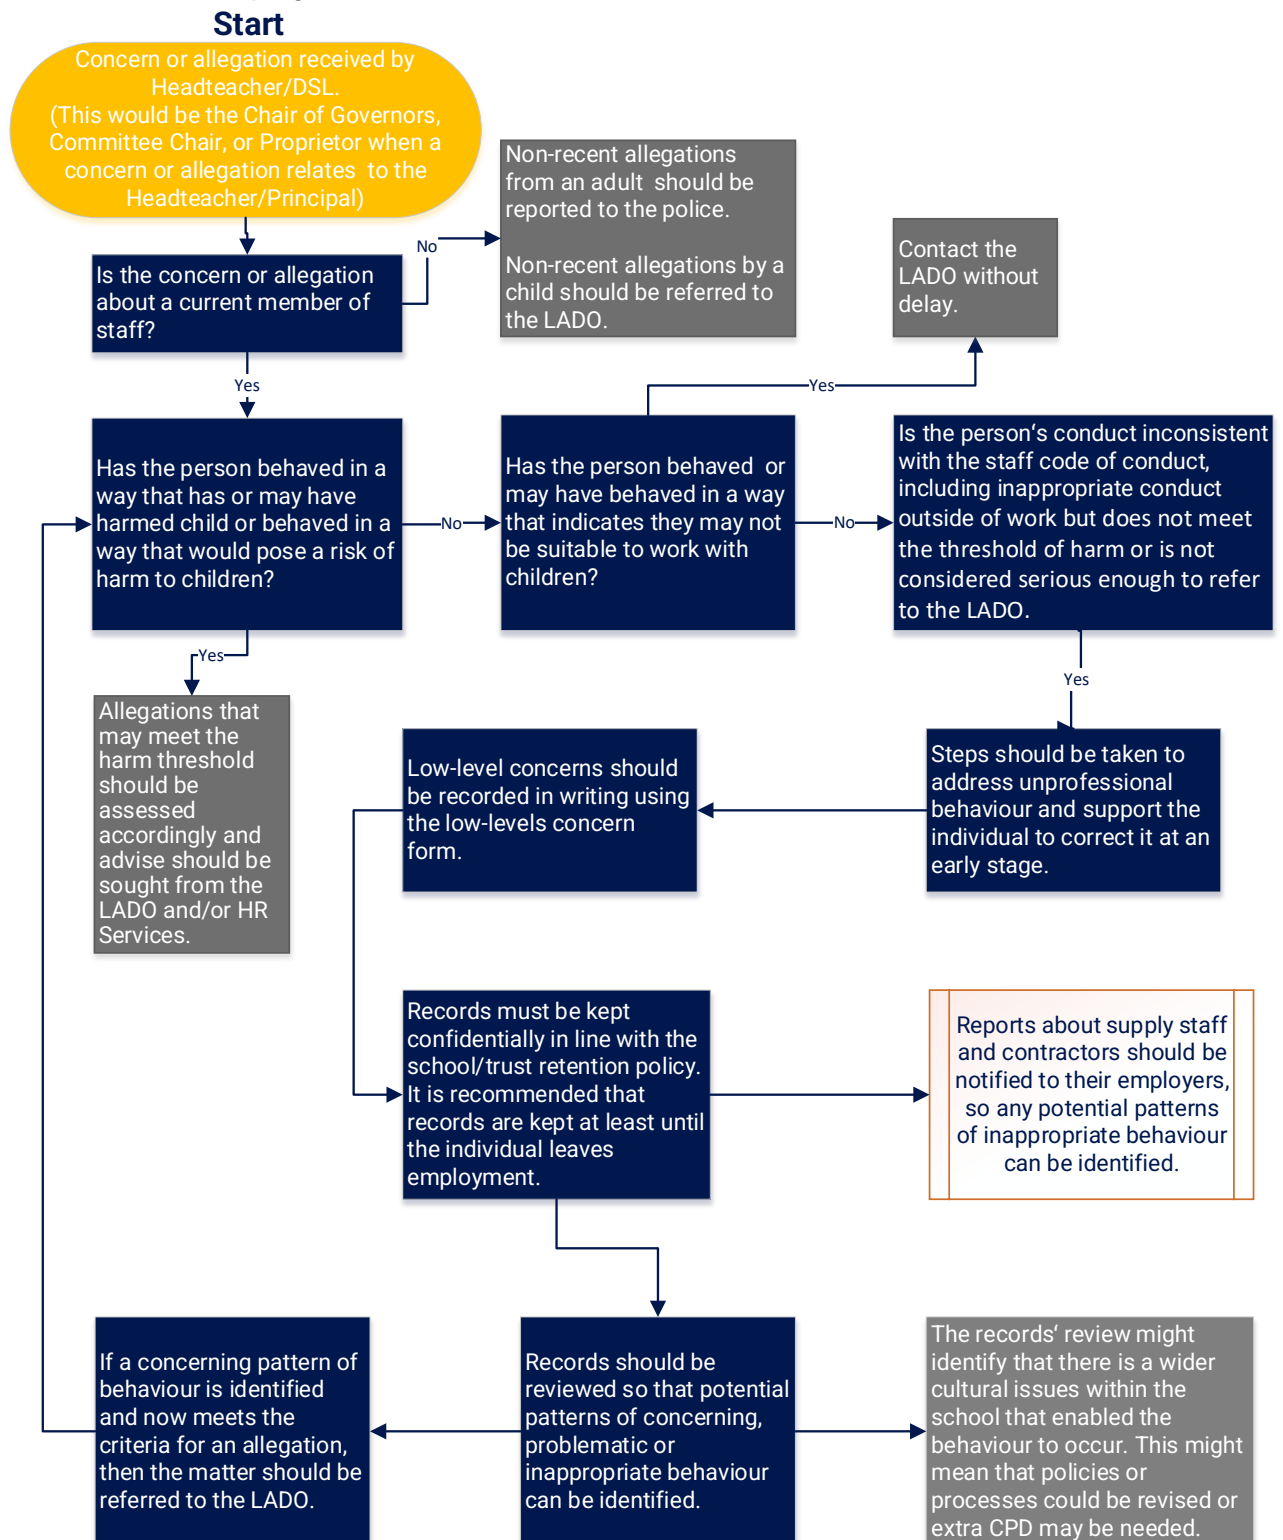 Start
Concern or allegation received by
Headteacher/DSL.
(This would be the Chair of Governors,
Committee Chair, or Proprietor when a
concern or allegation relates to the
Headteacher/Principal)
Non-recent allegations
from an adult should be
reported to the police.
Non-recent allegations by a
child should be referred to
the LADO.
No
Is the concern or allegation
about a current member of
staff?
Contact the
LADO without
delay.
Yes
Yes
Has the person behaved in a
way that has or may have
harmed child or behaved in a
way that would pose a risk of
harm to children?
No
Has the person behaved or
may have behaved in a way
that indicates they may not
be suitable to work with
children?
No
Is the person‘s conduct inconsistent
with the staff code of conduct,
including inappropriate conduct
outside of work but does not meet
the threshold of harm or is not
considered serious enough to refer
to the LADO.
Yes
Yes
Allegations that
may meet the
harm threshold
should be
assessed
accordingly and
advise should be
sought from the
LADO and/or HR
Services.
Low-level concerns should
be recorded in writing using
the low-levels concern
form.
Steps should be taken to
address unprofessional
behaviour and support the
individual to correct it at an
early stage.
Records must be kept
confidentially in line with the
school/trust retention policy.
It is recommended that
records are kept at least until
the individual leaves
employment.
Reports about supply staff
and contractors should be
notified to their employers,
so any potential patterns
of inappropriate behaviour
can be identified.
If a concerning pattern of
behaviour is identified
and now meets the
criteria for an allegation,
then the matter should be
referred to the LADO.
Records should be
reviewed so that potential
patterns of concerning,
problematic or
inappropriate behaviour
can be identified.
The records‘ review might
identify that there is a wider
cultural issues within the
school that enabled the
behaviour to occur. This might
mean that policies or
processes could be revised or
extra CPD may be needed.